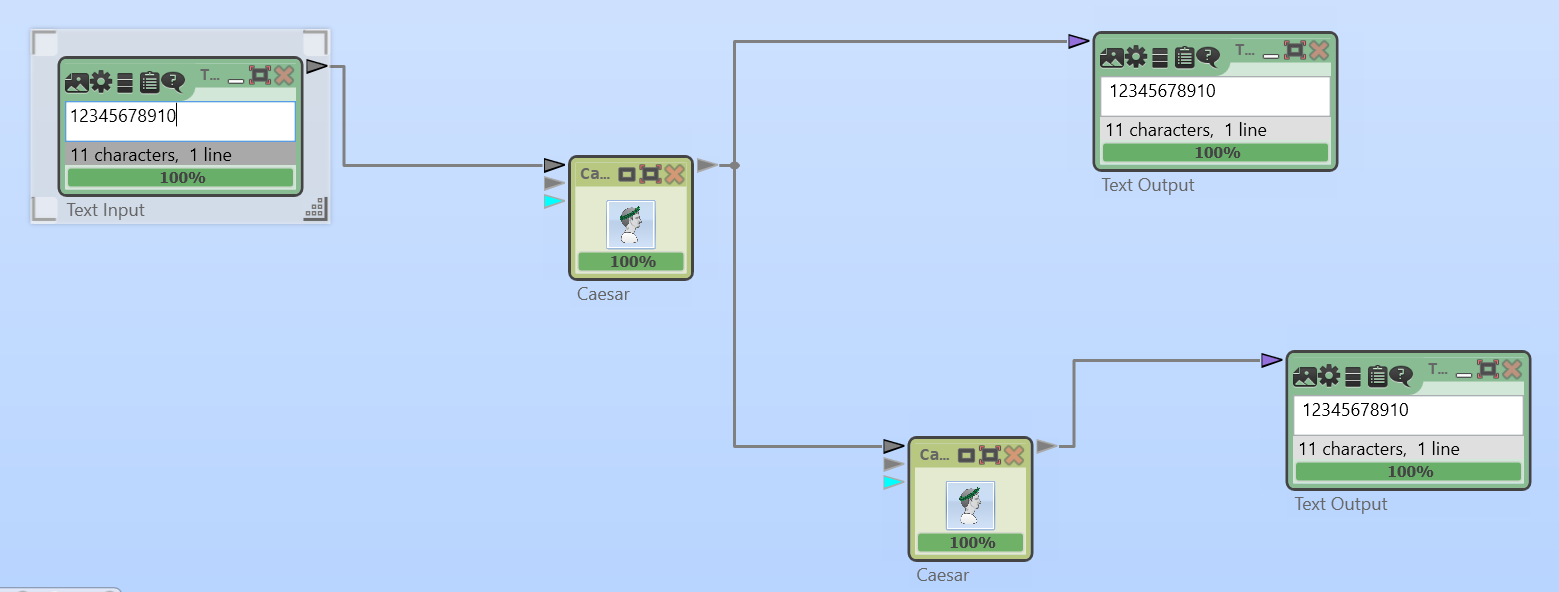 T...
12345678910
11 characters, 1 line
100%
Text Input
Ca...
100%
Caesar
T...
12345678910
11 characters, 1 line
100%
Text Output
Ca...
100%
Caesar
T...
12345678910
11 characters, 1 line
100%
Text Output